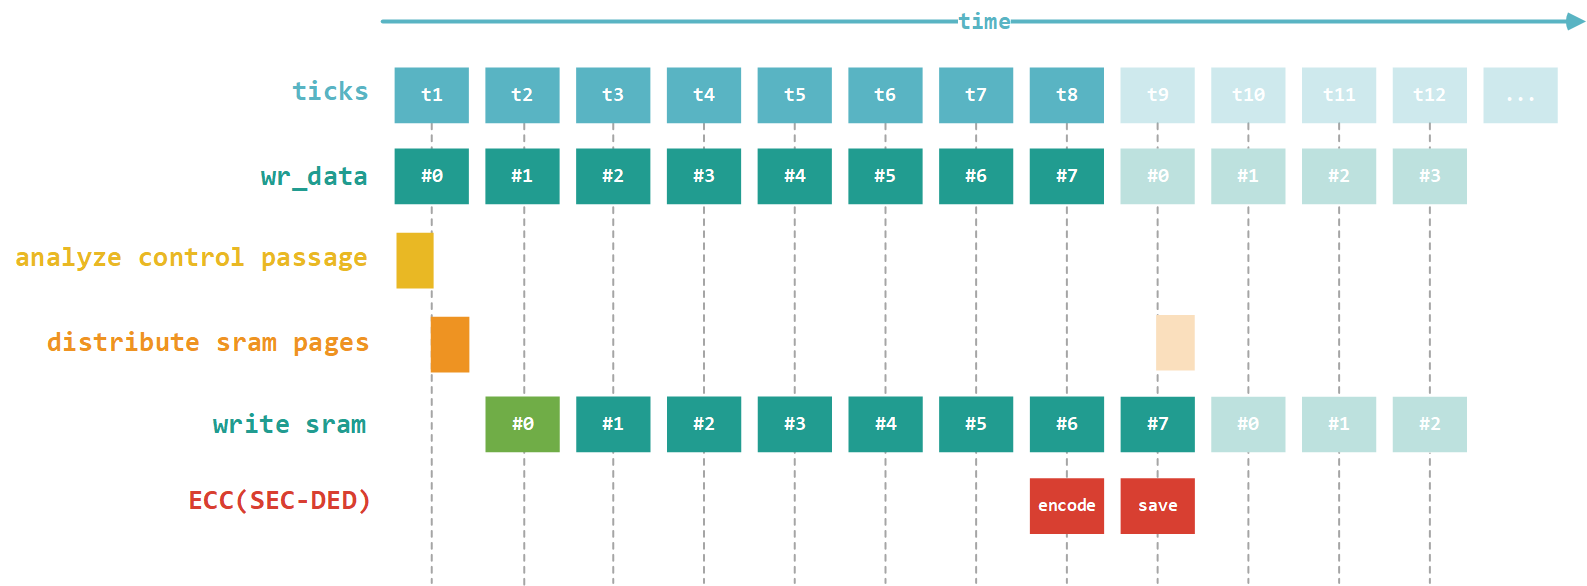 time
ticks t1 t2 t3 t4 t5 t6 t7 t8 t9 t10 t11 t12 ...
wr_data #0 #1 #2 #3 #4 #5 #6 #7 #0 #1 #2 #3
analyze control passage
distribute sram pages
write sram #0 #1 #2 #3 #4 #5 #6 #7 #0 #1 #2
ECC(SEC-DED) encode save